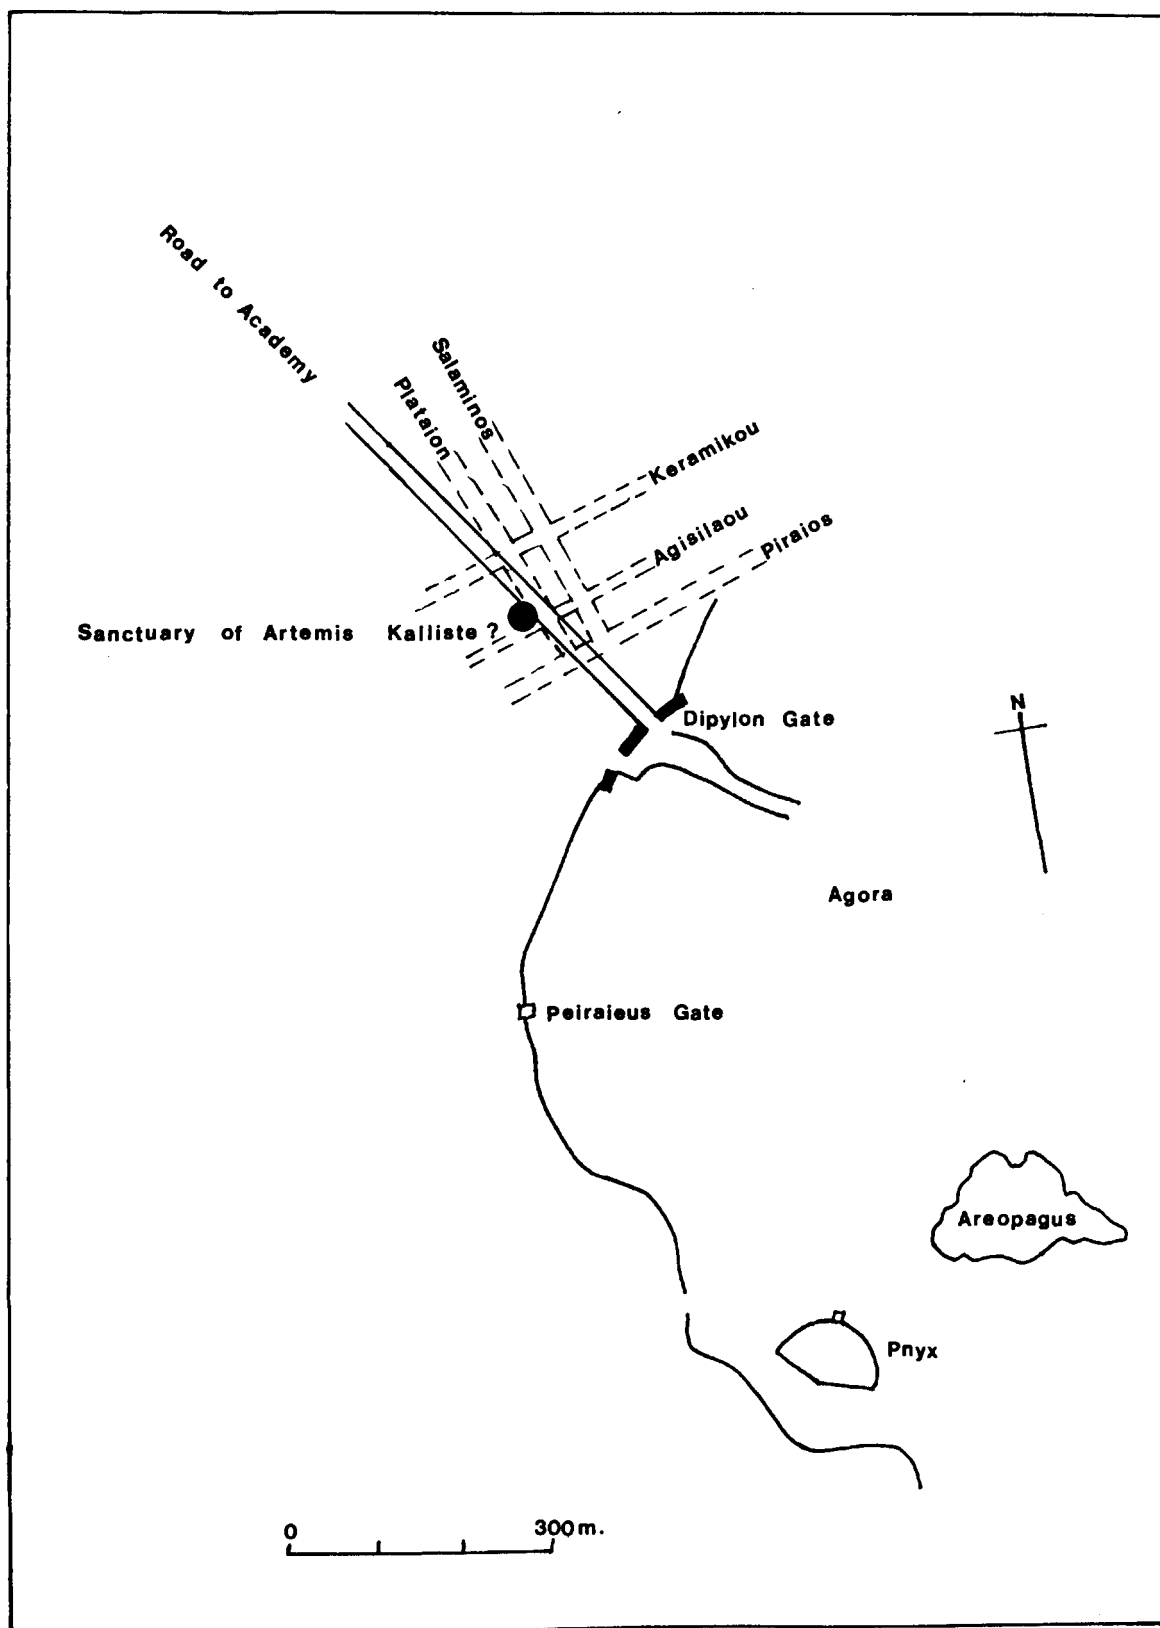 Road to Academy
Salaminos
Plataion
Keramikou
Agisilaou
Piraios
Sanctuary of Artemis Kalliste ?
Dipylon Gate
N
Agora
Peiraieus Gate
Areopagus
Pnyx
0 300m.